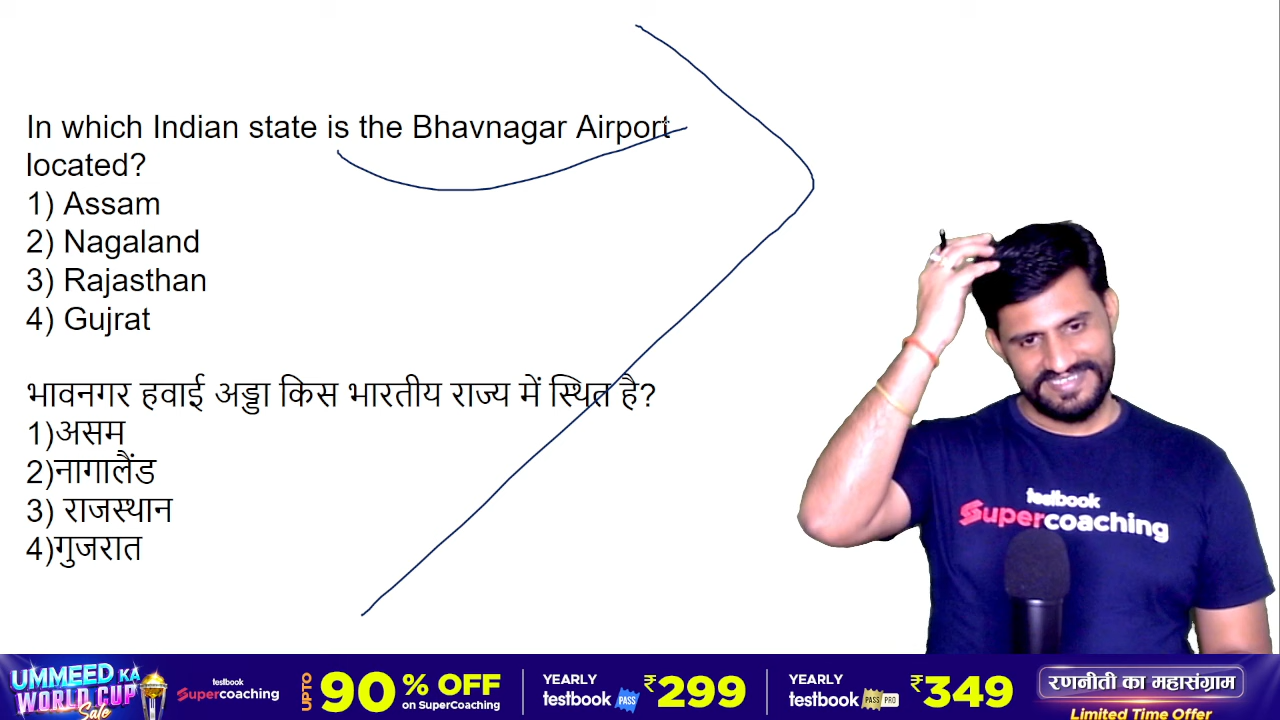 In which Indian state is the Bhavnagar Airport
located?
1) Assam
2) Nagaland
3) Rajasthan
4) Gujrat
भावनगर हवाई अड्डा किस भारतीय राज्य में स्थित है?
1)असम
2)नागालैंड
3) राजस्थान
4)गुजरात
testbook
Supercoaching
UMMEED KA
WORLD CUP
Sale
testbook
Supercoaching
UPTO 90% OFF
on SuperCoaching
YEARLY
testbook PASS ₹299
YEARLY
testbook PASS PRO ₹349
रणनीती का महासंग्राम
Limited Time Offer